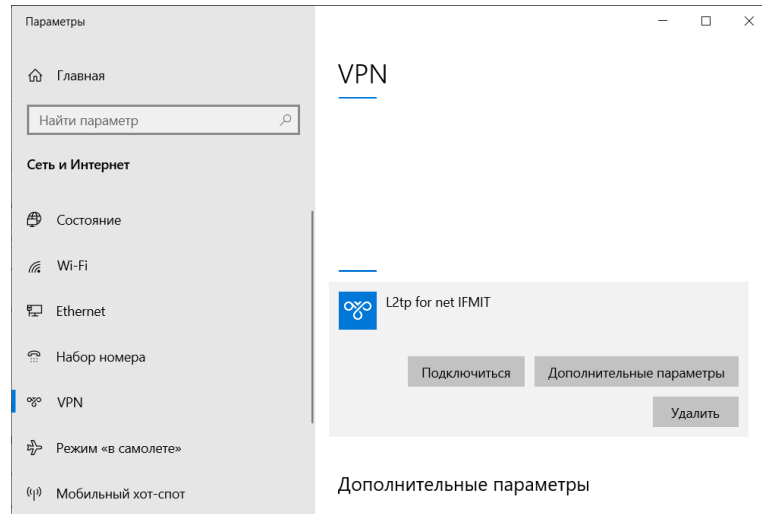 Параметры
Главная
Найти параметр
Сеть и Интернет
Состояние
Wi-Fi
Ethernet
Набор номера
VPN
Режим «в самолете»
Мобильный хот-спот
VPN
L2tp for net IFMIT
Подключиться
Дополнительные параметры
Удалить
Дополнительные параметры